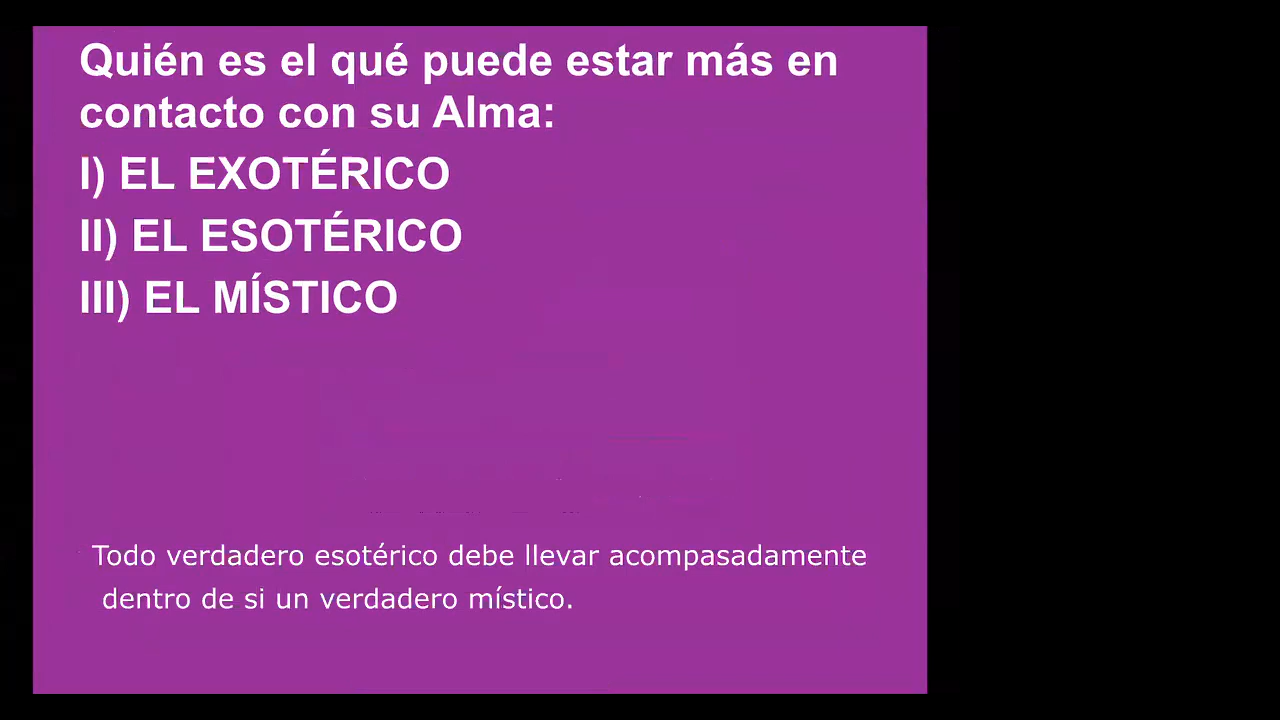 Quién es el qué puede estar más en
contacto con su Alma:
I) EL EXOTÉRICO
II) EL ESOTÉRICO
III) EL MÍSTICO
Todo verdadero esotérico debe llevar acompasadamente
dentro de si un verdadero místico.